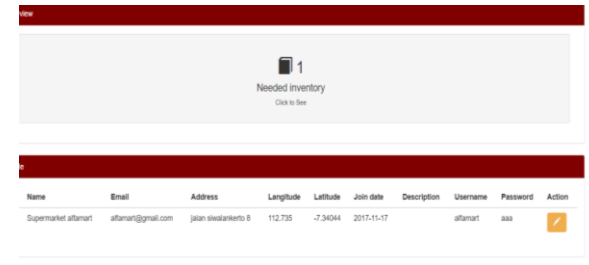 view
1
Needed inventory
Click to See
le
Name Email Address Langitude Latitude Join date Description Username Password Action
Supermarket alfamart alfamart@gmail.com jalan siwalankerto 8 112.735 -7.34044 2017-11-17 alfamart aaa